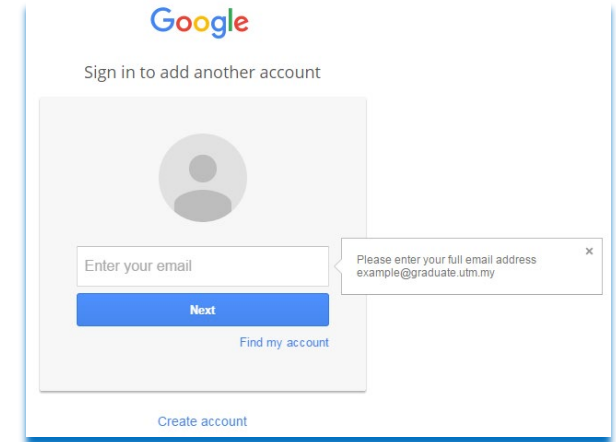 Google
Sign in to add another account
Enter your email
Please enter your full email address
example@graduate.utm.my
Next
Find my account
Create account